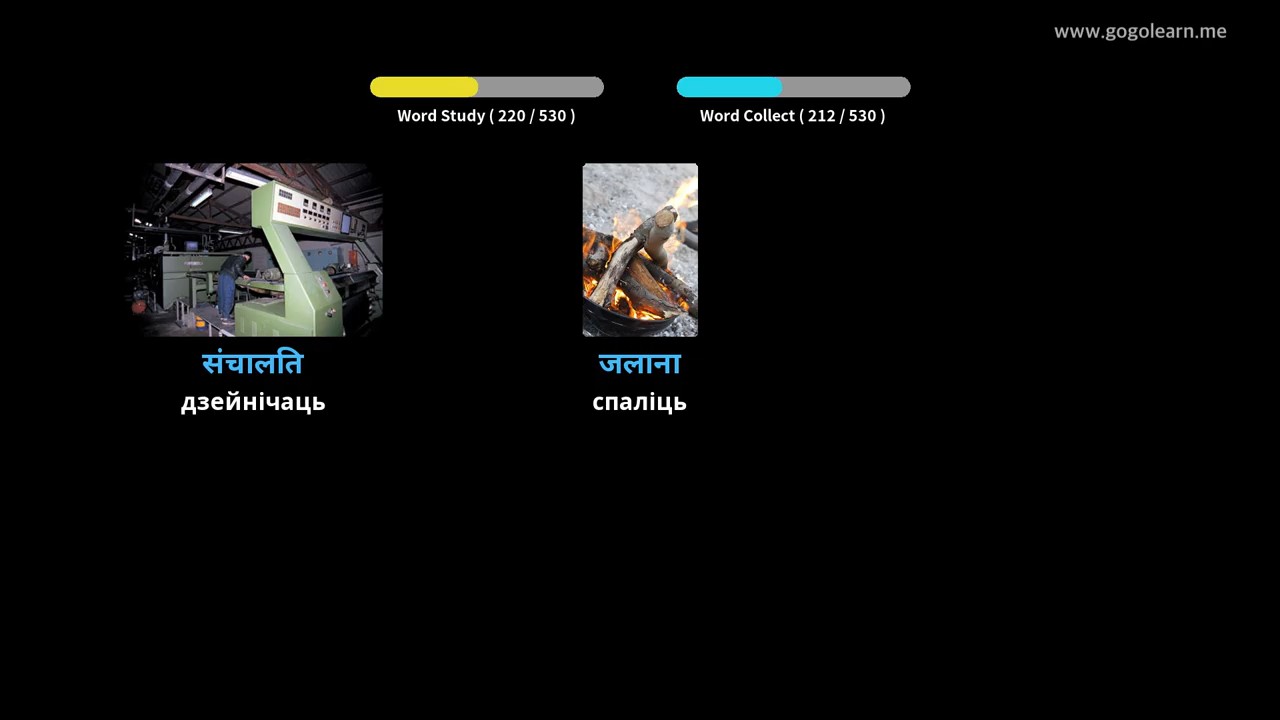 www.gogolearn.me
Word Study ( 220 / 530 )
Word Collect ( 212 / 530 )
संचालति
дзейнічаць
जलाना
спаліць